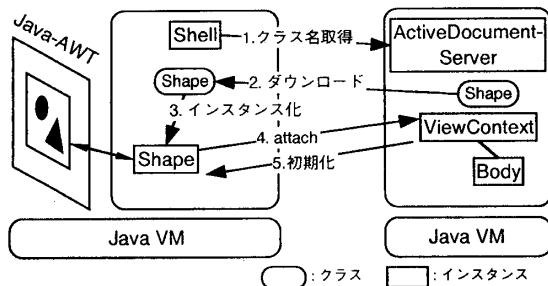 Java-AWT
Shell
1.クラス名取得
ActiveDocument-
Server
Shape
2. ダウンロード
Shape
3. インスタンス化
4. attach
ViewContext
Shape
5.初期化
Body
Java VM
Java VM
: クラス
: インスタンス